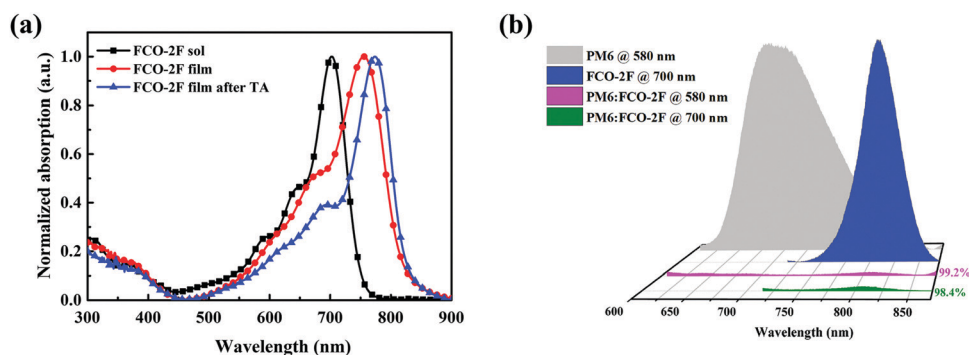 (a)
FCO-2F sol
FCO-2F film
FCO-2F film after TA
Normalized absorption (a.u.)
1.0
0.8
0.6
0.4
0.2
0.0
300 400 500 600 700 800 900
Wavelength (nm)
(b)
PM6 @ 580 nm
FCO-2F @ 700 nm
PM6:FCO-2F @ 580 nm
PM6:FCO-2F @ 700 nm
99.2%
98.4%
600 650 700 750 800 850
Wavelength (nm)